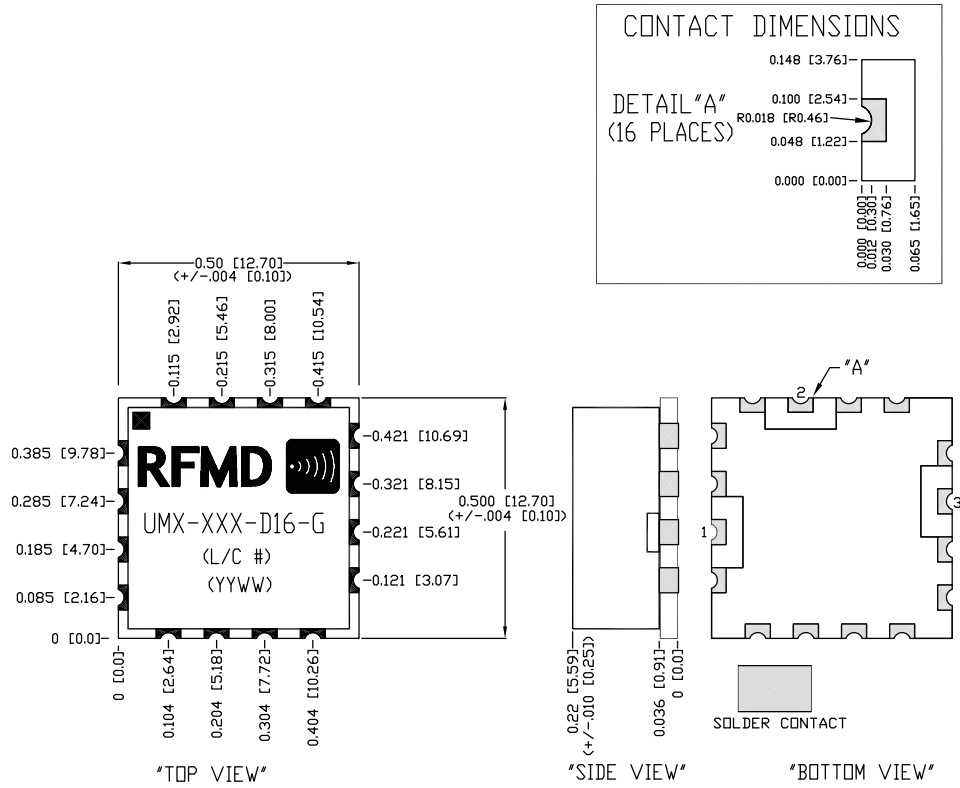 CONTACT DIMENSIONS
0.148 [3.76]
DETAIL"A"
(16 PLACES)
0.100 [2.54]
R0.018 [R0.46]
0.048 [1.22]
0.000 [0.00]
0.000 [0.00]
0.012 [0.30]
0.030 [0.76]
0.065 [1.65]
0.50 [12.70]
(+/-.004 [0.10])
0.115 [2.92]
0.215 [5.46]
0.315 [8.00]
0.415 [10.54]
0.385 [9.78]
0.285 [7.24]
0.185 [4.70]
0.085 [2.16]
0 [0.0]
RFMD
UMX-XXX-D16-G
(L/C #)
(YYWW)
0.421 [10.69]
0.321 [8.15]
0.221 [5.61]
0.121 [3.07]
0.500 [12.70]
(+/-.004 [0.10])
0 [0.0]
0.104 [2.64]
0.204 [5.18]
0.304 [7.72]
0.404 [10.26]
"TOP VIEW"
0.22 [5.59]
(+/-.010 [0.25])
0.036 [0.91]
0 [0.0]
"SIDE VIEW"
"A"
2
1
3
SOLDER CONTACT
"BOTTOM VIEW"